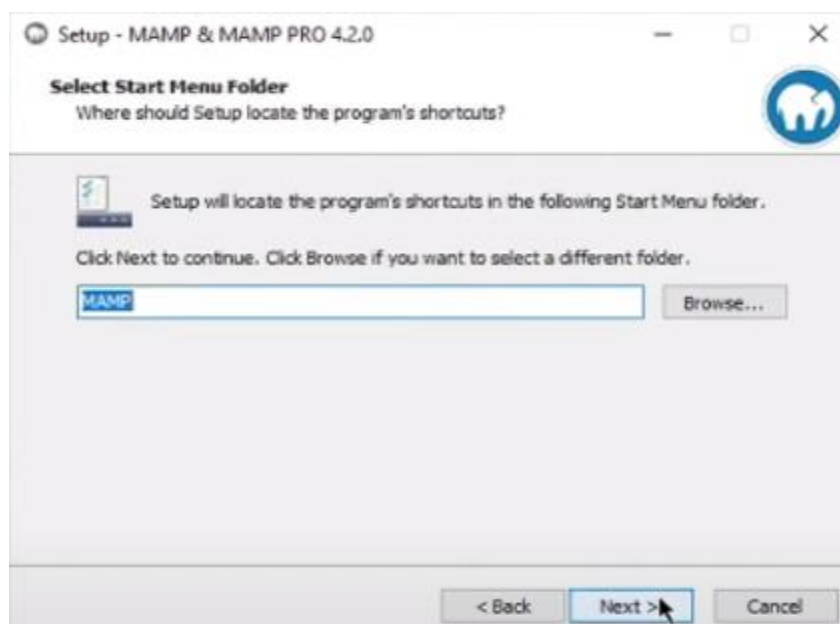 Setup - MAMP & MAMP PRO 4.2.0
Select Start Menu Folder
Where should Setup locate the program's shortcuts?
Setup will locate the program's shortcuts in the following Start Menu folder.
Click Next to continue. Click Browse if you want to select a different folder.
MAMP
Browse...
< Back
Next >
Cancel